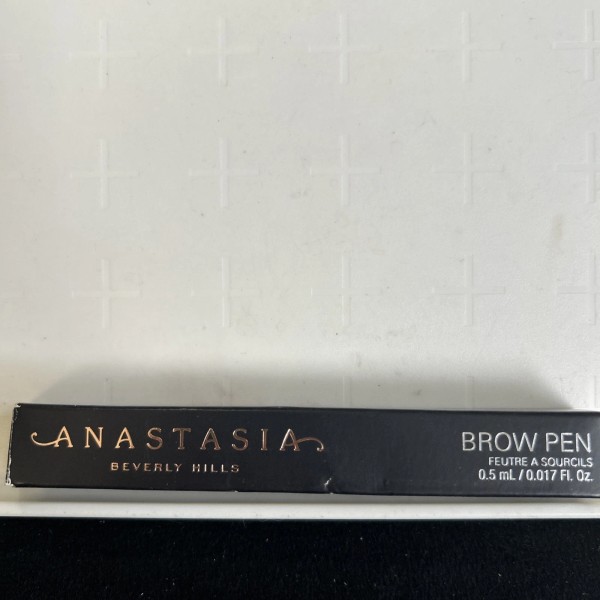 ANASTASIA
BEVERLY HILLS
BROW PEN
FEUTRE A SOURCILS
0.5 mL / 0.017 Fl. Oz.